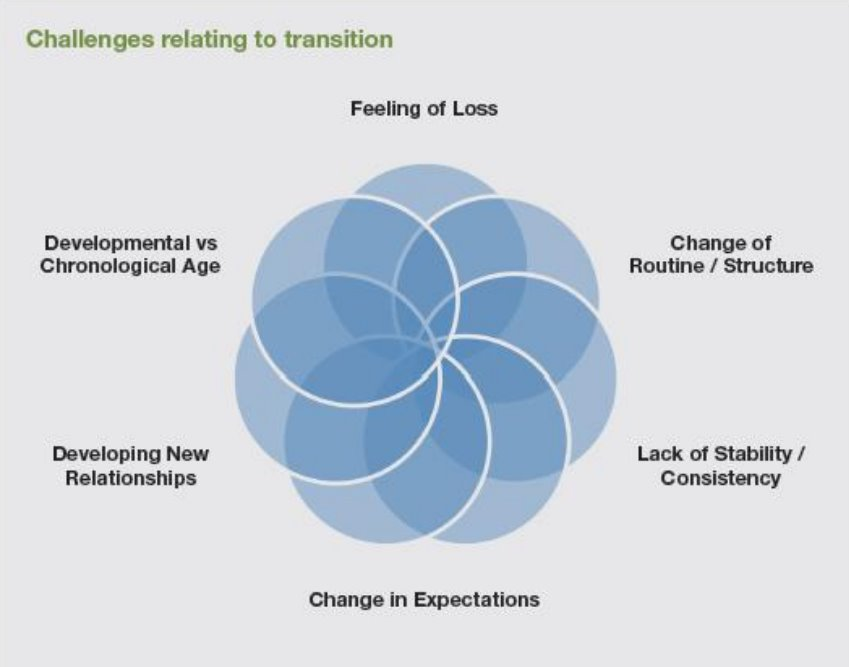 Challenges relating to transition
Feeling of Loss
Developmental vs
Chronological Age
Change of
Routine / Structure
Developing New
Relationships
Lack of Stability /
Consistency
Change in Expectations